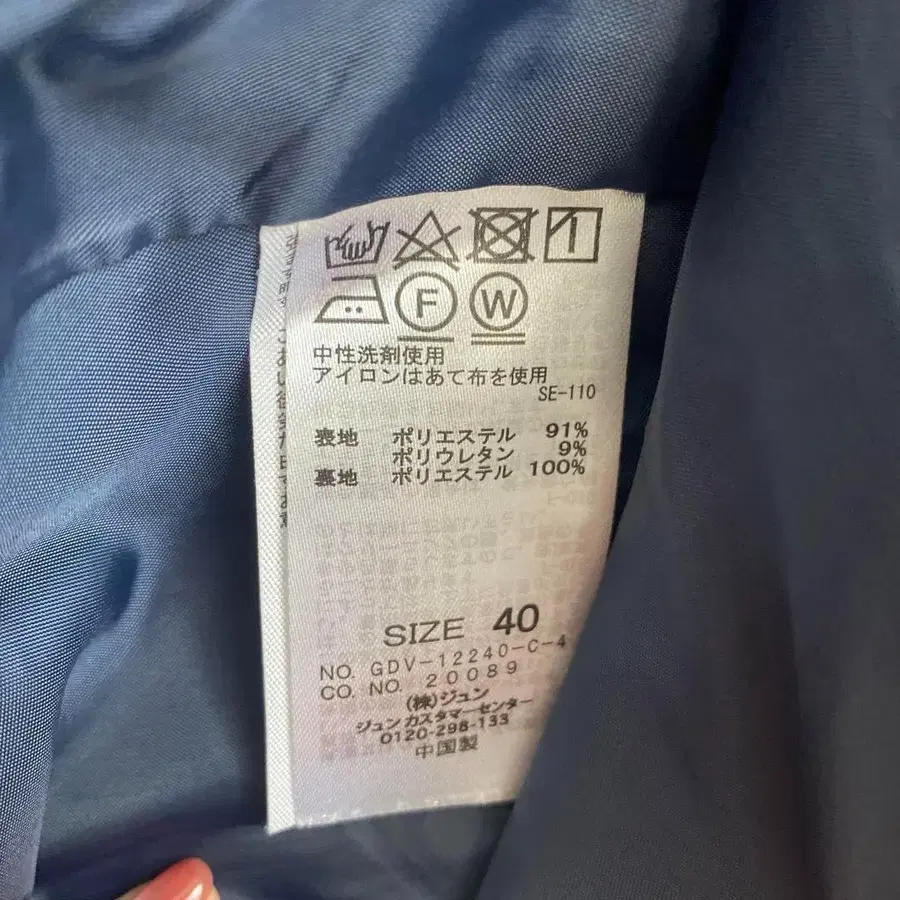 F W
中性洗剤使用
アイロンはあて布を使用
SE-110
表地 ポリエステル 91%
ポリウレタン 9%
裏地 ポリエステル 100%
SIZE 40
NO. GDV-12240-C-4
CO. NO. 20089
(株)ジュン
ジュン カスタマーセンター
0120-298-133
中国製